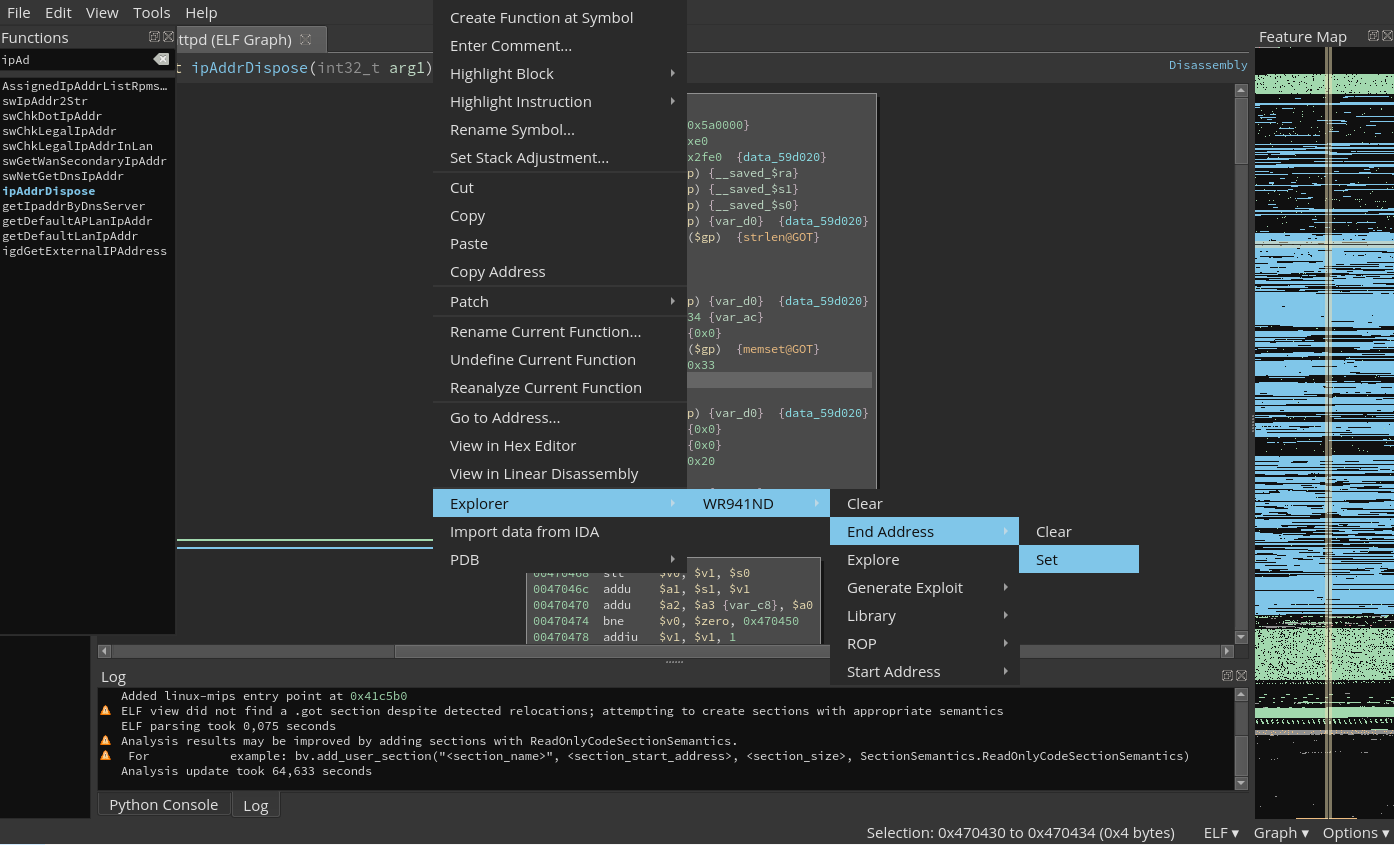 File Edit View Tools Help
Functions
ipAd
AssignedIpAddrListRpms…
swIpAddr2Str
swChkDotIpAddr
swChkLegalIpAddr
swChkLegalIpAddrInLan
swGetWanSecondaryIpAddr
swNetGetDnsIpAddr
ipAddrDispose
getIpaddrByDnsServer
getDefaultAPLanIpAddr
getDefaultLanIpAddr
igdGetExternalIPAddress
ttpd (ELF Graph)
t ipAddrDispose(int32_t arg1)
Disassembly
Feature Map
Create Function at Symbol
Enter Comment...
Highlight Block
Highlight Instruction
Rename Symbol...
Set Stack Adjustment...
Cut
Copy
Paste
Copy Address
Patch
Rename Current Function...
Undefine Current Function
Reanalyze Current Function
Go to Address...
View in Hex Editor
View in Linear Disassembly
Explorer
Import data from IDA
PDB
WR941ND
Clear
End Address
Explore
Generate Exploit
Library
ROP
Start Address
Clear
Set
0x5a0000}
xe0
x2fe0 {data_59d020}
p) {__saved_$ra}
p) {__saved_$s1}
p) {__saved_$s0}
p) {var_d0} {data_59d020}
($gp) {strlen@GOT}
p) {var_d0} {data_59d020}
34 {var_ac}
{0x0}
($gp) {memset@GOT}
0x33
p) {var_d0} {data_59d020}
{0x0}
{0x0}
0x20
00470468 slt $v0, $v1, $s0
0047046c addu $a1, $s1, $v1
00470470 addu $a2, $a3 {var_c8}, $a0
00470474 bne $v0, $zero, 0x470450
00470478 addiu $v1, $v1, 1
Log
Added linux-mips entry point at 0x41c5b0
ELF view did not find a .got section despite detected relocations; attempting to create sections with appropriate semantics
ELF parsing took 0,075 seconds
Analysis results may be improved by adding sections with ReadOnlyCodeSectionSemantics.
For example: bv.add_user_section("<section_name>", <section_start_address>, <section_size>, SectionSemantics.ReadOnlyCodeSectionSemantics)
Analysis update took 64,633 seconds
Python Console Log
Selection: 0x470430 to 0x470434 (0x4 bytes) ELF ▾ Graph ▾ Options ▾